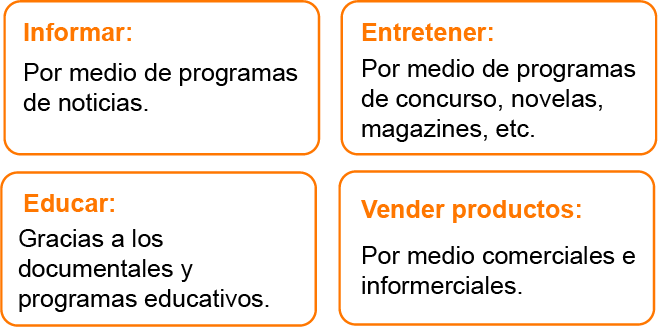 Informar:
Por medio de programas
de noticias.
Entretener:
Por medio de programas
de concurso, novelas,
magazines, etc.
Educar:
Gracias a los
documentales y
programas educativos.
Vender productos:
Por medio comerciales e
informerciales.